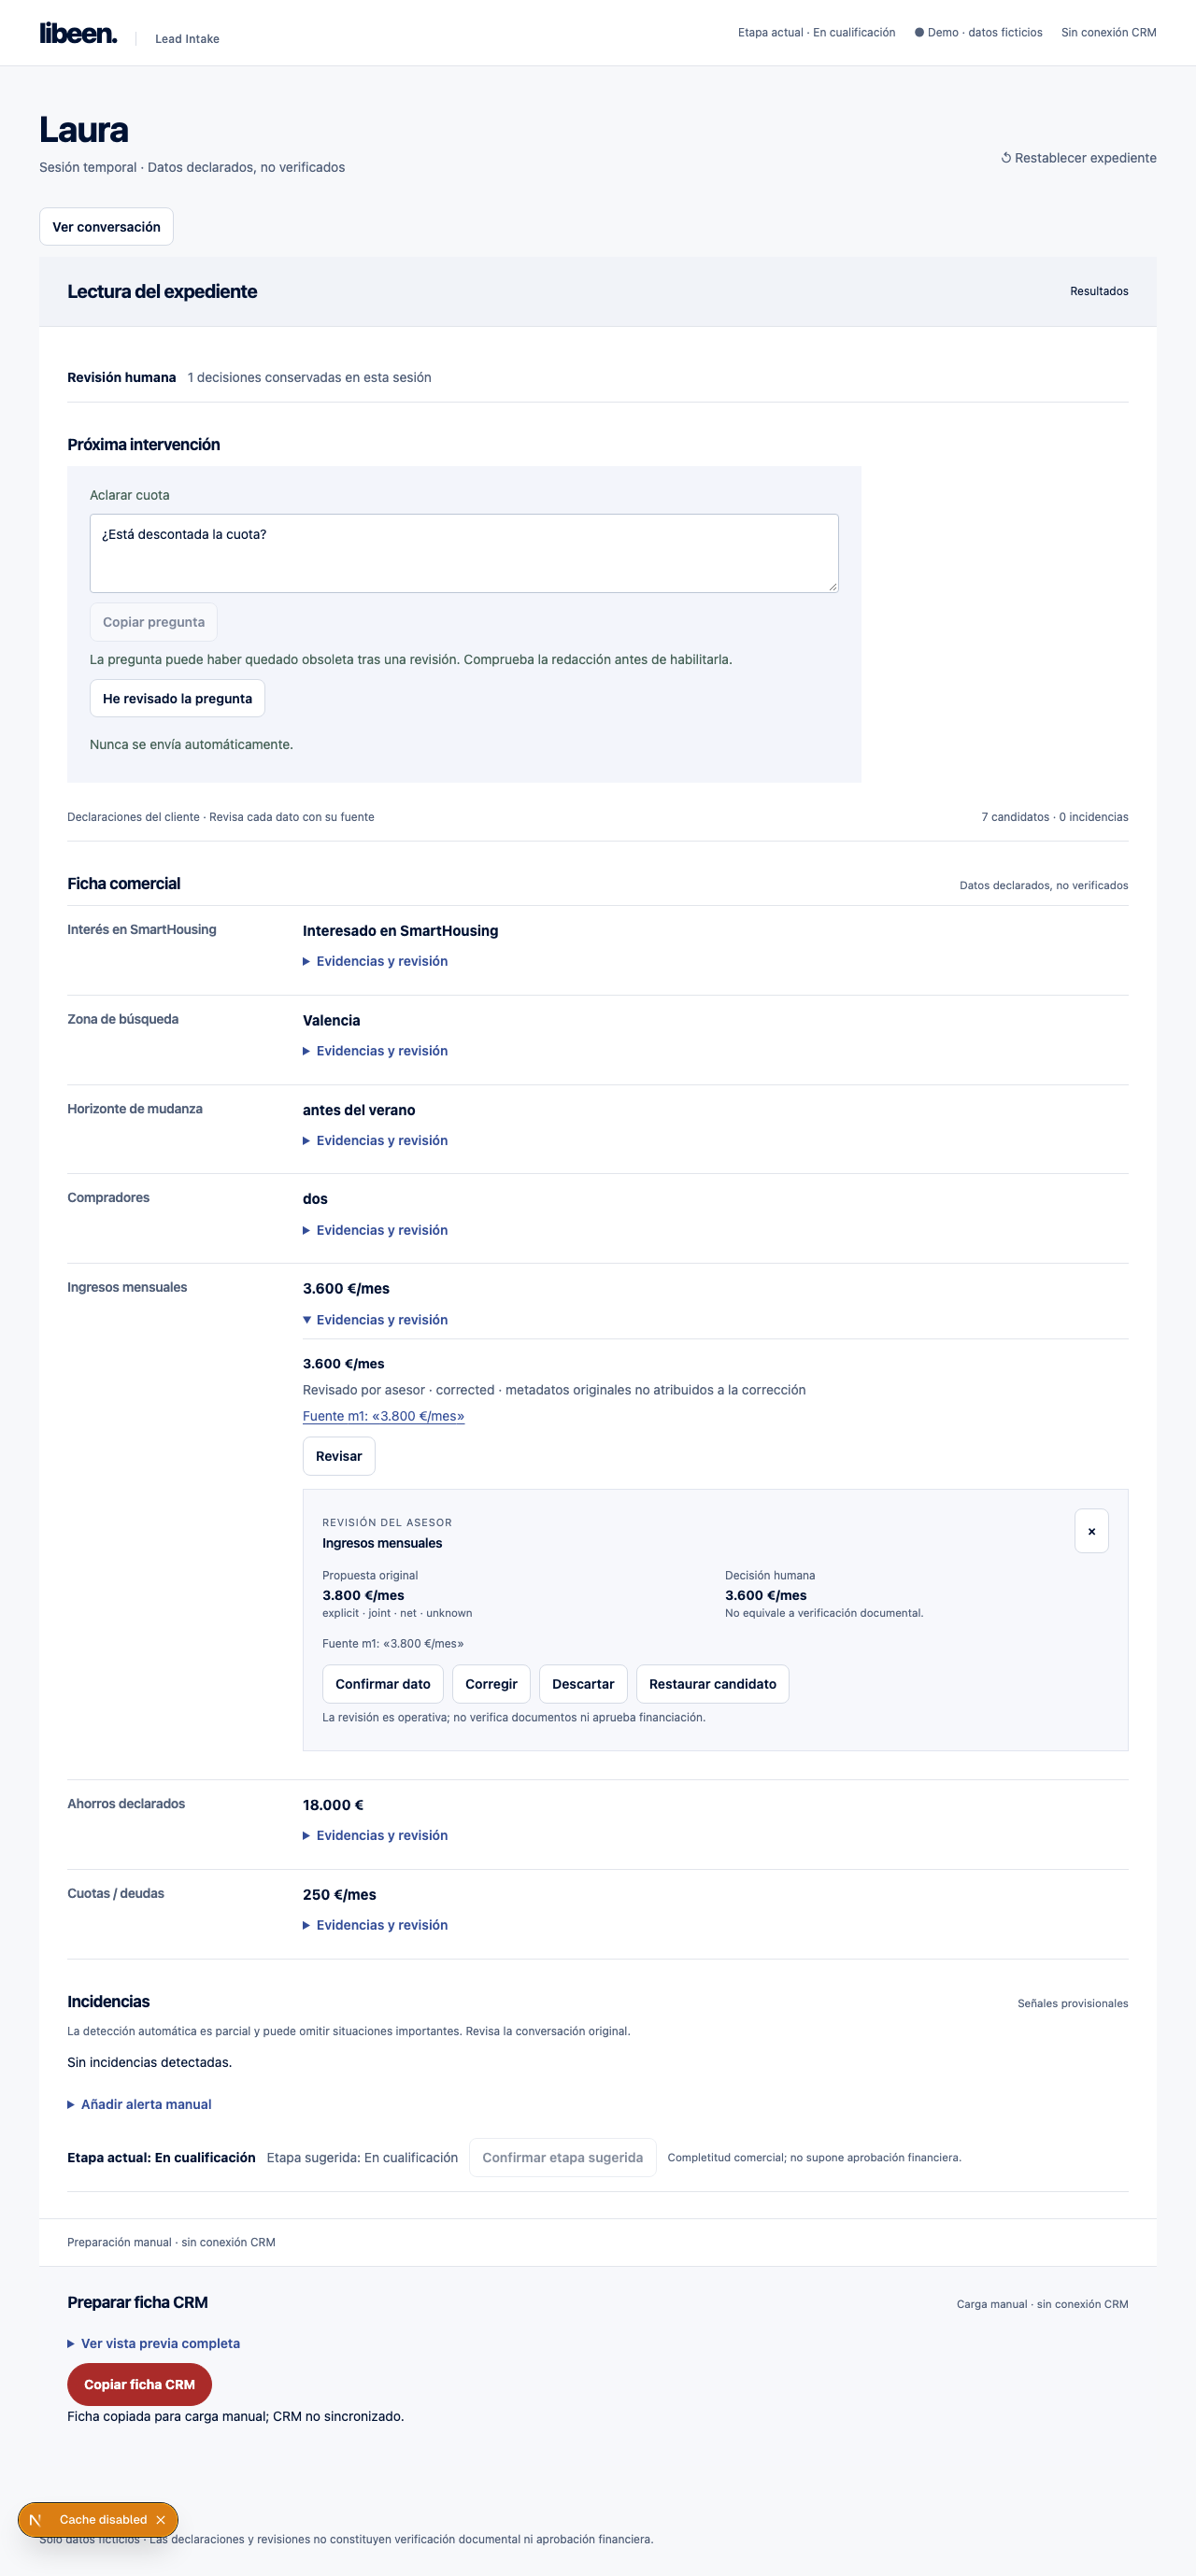 libeen.
Lead Intake
Etapa actual · En cualificación
● Demo · datos ficticios
Sin conexión CRM
Laura
Sesión temporal · Datos declarados, no verificados
↺ Restablecer expediente
Ver conversación
Lectura del expediente
Resultados
Revisión humana 1 decisiones conservadas en esta sesión
Próxima intervención
Aclarar cuota
¿Está descontada la cuota?
Copiar pregunta
La pregunta puede haber quedado obsoleta tras una revisión. Comprueba la redacción antes de habilitarla.
He revisado la pregunta
Nunca se envía automáticamente.
Declaraciones del cliente · Revisa cada dato con su fuente
7 candidatos · 0 incidencias
Ficha comercial
Datos declarados, no verificados
Interés en SmartHousing
Interesado en SmartHousing
▶ Evidencias y revisión
Zona de búsqueda
Valencia
▶ Evidencias y revisión
Horizonte de mudanza
antes del verano
▶ Evidencias y revisión
Compradores
dos
▶ Evidencias y revisión
Ingresos mensuales
3.600 €/mes
▼ Evidencias y revisión
3.600 €/mes
Revisado por asesor · corrected · metadatos originales no atribuidos a la corrección
Fuente m1: «3.800 €/mes»
Revisar
REVISIÓN DEL ASESOR
Ingresos mensuales
×
Propuesta original
3.800 €/mes
explicit · joint · net · unknown
Decisión humana
3.600 €/mes
No equivale a verificación documental.
Fuente m1: «3.800 €/mes»
Confirmar dato
Corregir
Descartar
Restaurar candidato
La revisión es operativa; no verifica documentos ni aprueba financiación.
Ahorros declarados
18.000 €
▶ Evidencias y revisión
Cuotas / deudas
250 €/mes
▶ Evidencias y revisión
Incidencias
Señales provisionales
La detección automática es parcial y puede omitir situaciones importantes. Revisa la conversación original.
Sin incidencias detectadas.
▶ Añadir alerta manual
Etapa actual: En cualificación
Etapa sugerida: En cualificación
Confirmar etapa sugerida
Completitud comercial; no supone aprobación financiera.
Preparación manual · sin conexión CRM
Preparar ficha CRM
Carga manual · sin conexión CRM
▶ Ver vista previa completa
Copiar ficha CRM
Ficha copiada para carga manual; CRM no sincronizado.
N Cache disabled ×
Sólo datos ficticios · Las declaraciones y revisiones no constituyen verificación documental ni aprobación financiera.